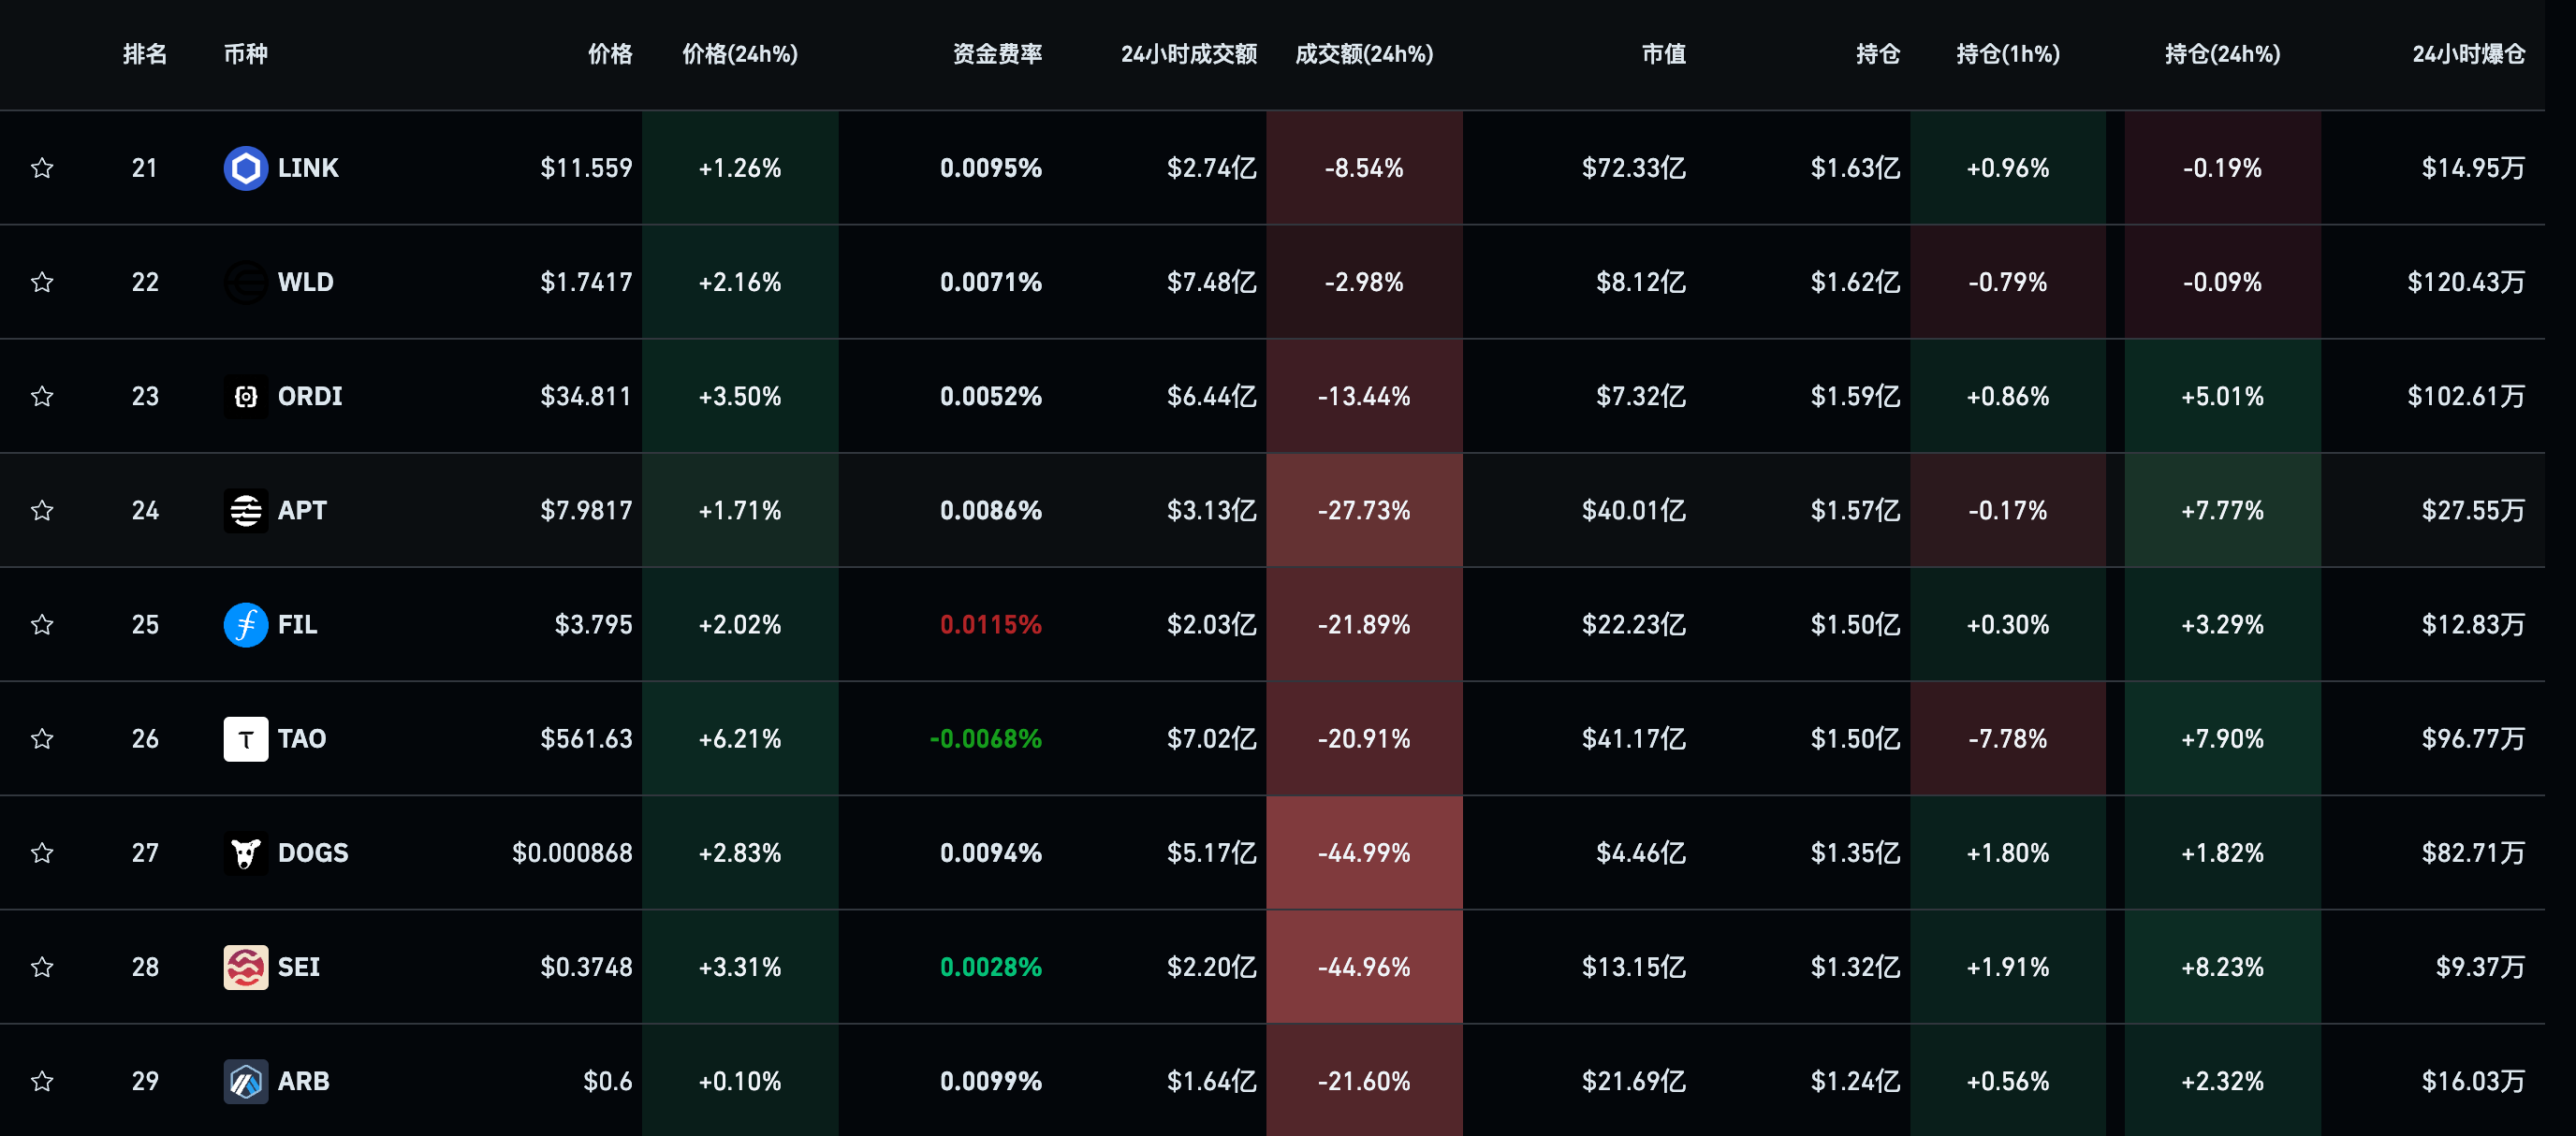 排名 币种 价格 价格(24h%) 资金费率 24小时成交额 成交额(24h%) 市值 持仓 持仓(1h%) 持仓(24h%) 24小时爆仓
21 LINK $11.559 +1.26% 0.0095% $2.74亿 -8.54% $72.33亿 $1.63亿 +0.96% -0.19% $14.95万
22 WLD $1.7417 +2.16% 0.0071% $7.48亿 -2.98% $8.12亿 $1.62亿 -0.79% -0.09% $120.43万
23 ORDI $34.811 +3.50% 0.0052% $6.44亿 -13.44% $7.32亿 $1.59亿 +0.86% +5.01% $102.61万
24 APT $7.9817 +1.71% 0.0086% $3.13亿 -27.73% $40.01亿 $1.57亿 -0.17% +7.77% $27.55万
25 FIL $3.795 +2.02% 0.0115% $2.03亿 -21.89% $22.23亿 $1.50亿 +0.30% +3.29% $12.83万
26 TAO $561.63 +6.21% -0.0068% $7.02亿 -20.91% $41.17亿 $1.50亿 -7.78% +7.90% $96.77万
27 DOGS $0.000868 +2.83% 0.0094% $5.17亿 -44.99% $4.46亿 $1.35亿 +1.80% +1.82% $82.71万
28 SEI $0.3748 +3.31% 0.0028% $2.20亿 -44.96% $13.15亿 $1.32亿 +1.91% +8.23% $9.37万
29 ARB $0.6 +0.10% 0.0099% $1.64亿 -21.60% $21.69亿 $1.24亿 +0.56% +2.32% $16.03万